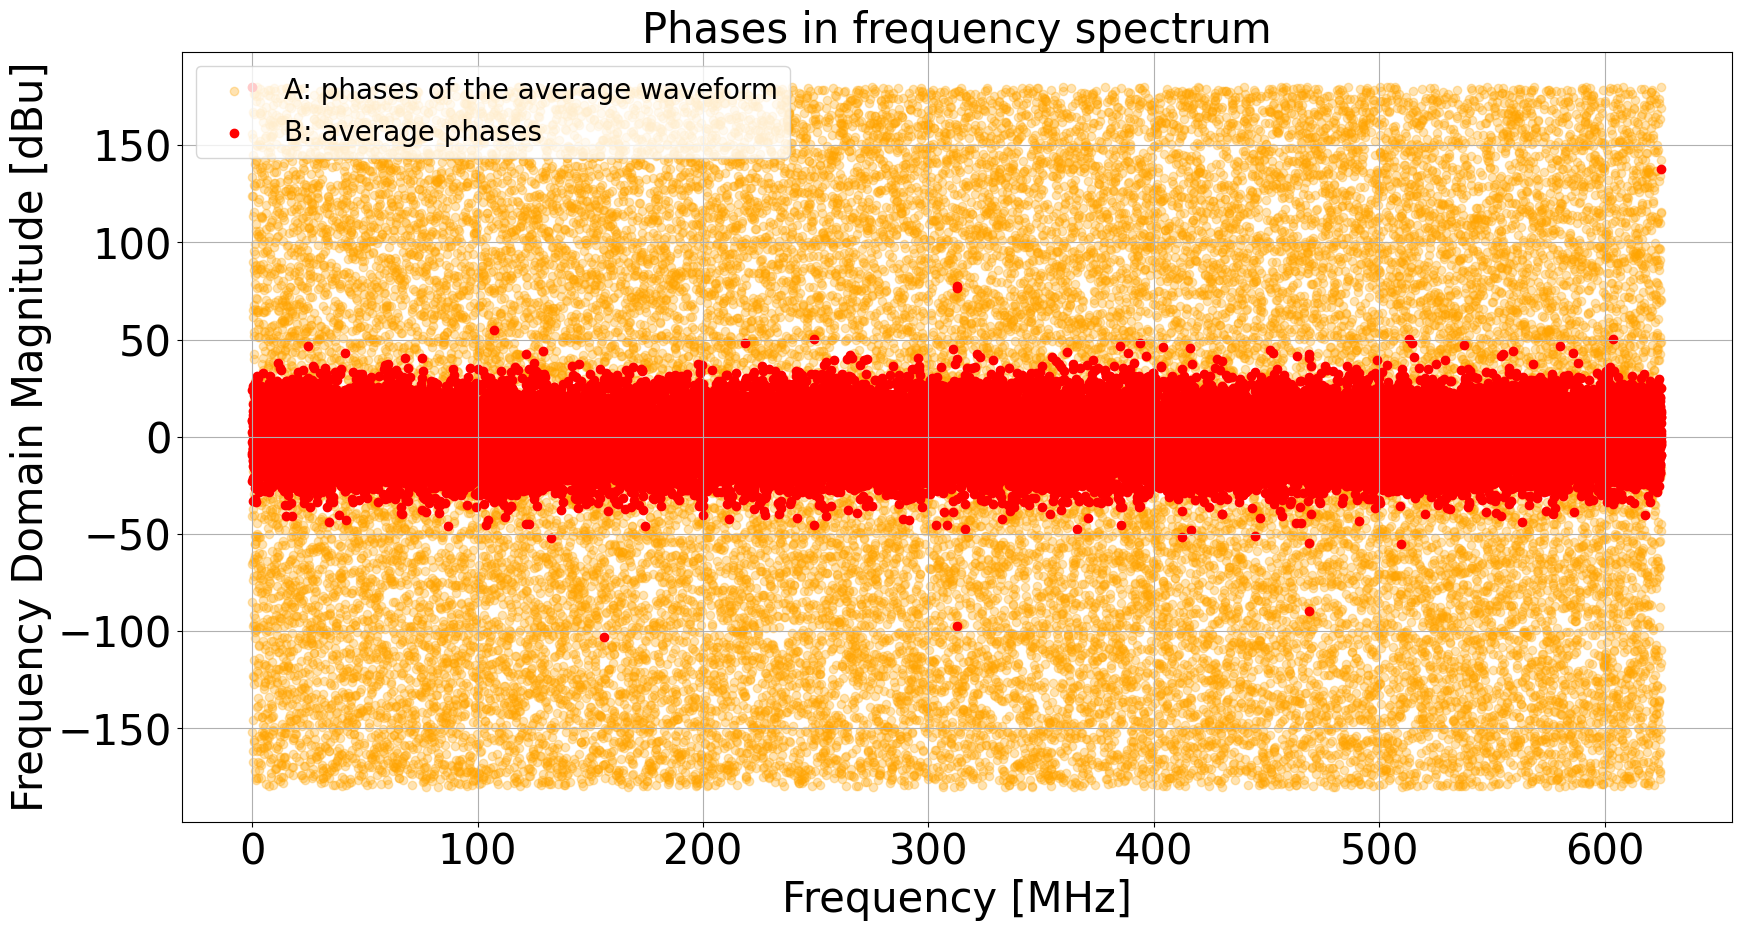 Phases in frequency spectrum
A: phases of the average waveform
B: average phases
Frequency Domain Magnitude [dBu]
150
100
50
0
−50
−100
−150
0 100 200 300 400 500 600
Frequency [MHz]